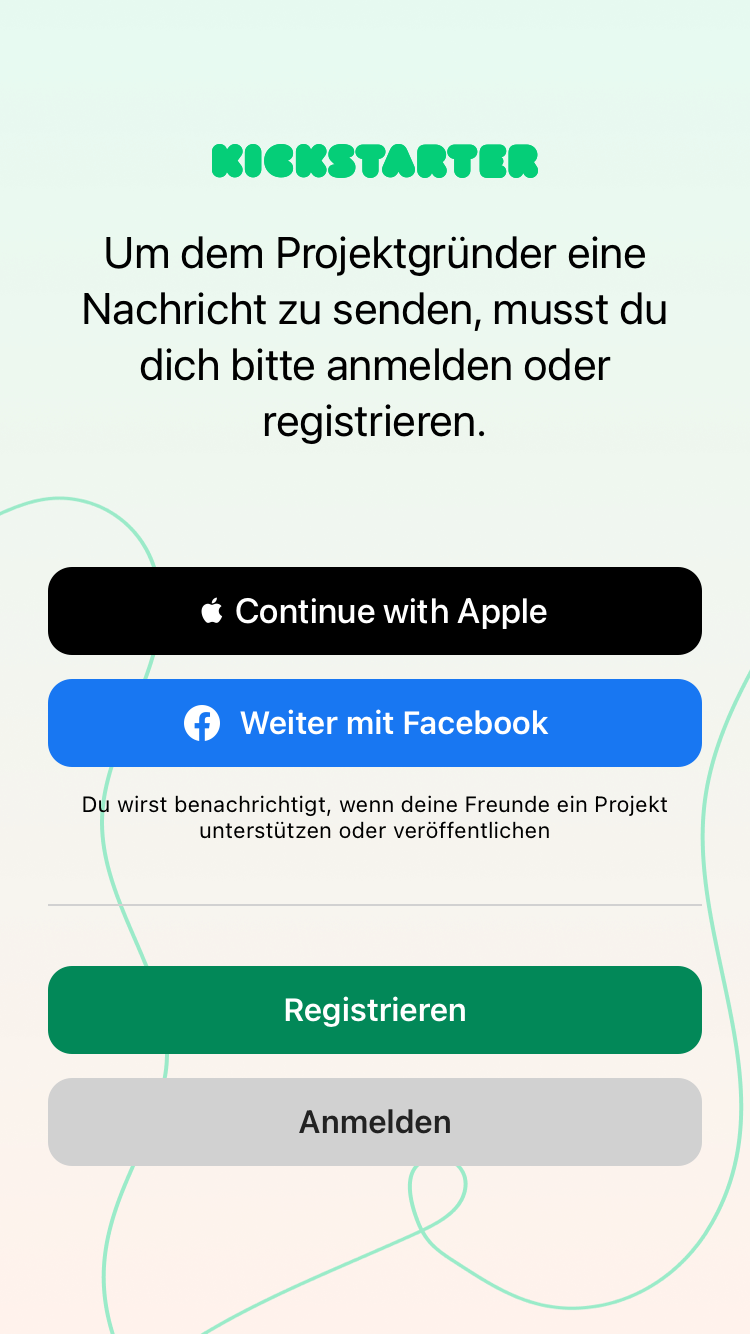 KICKSTARTER
Um dem Projektgründer eine
Nachricht zu senden, musst du
dich bitte anmelden oder
registrieren.
Continue with Apple
Weiter mit Facebook
Du wirst benachrichtigt, wenn deine Freunde ein Projekt
unterstützen oder veröffentlichen
Registrieren
Anmelden